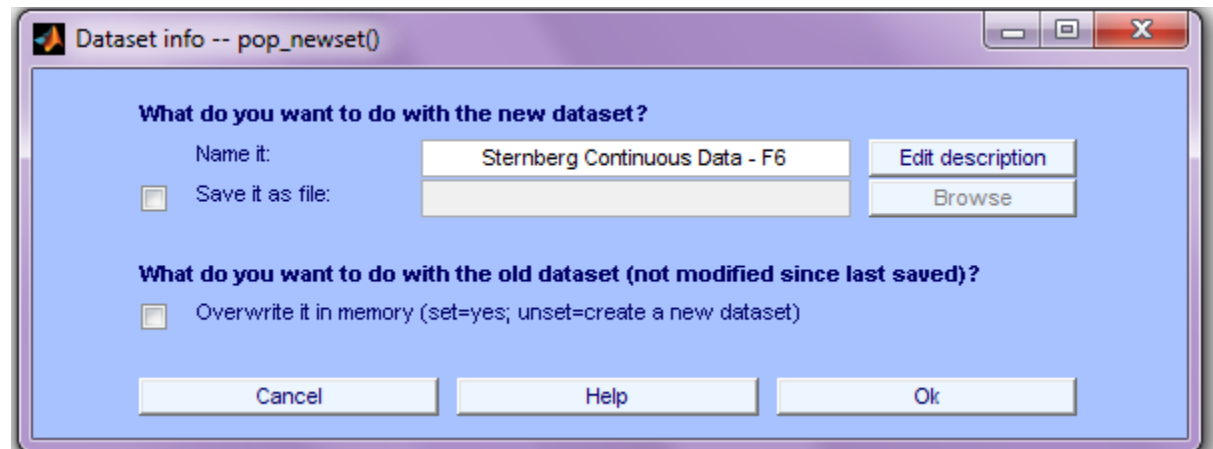 Dataset info -- pop_newset()
What do you want to do with the new dataset?
Name it: Sternberg Continuous Data - F6 Edit description
Save it as file: Browse
What do you want to do with the old dataset (not modified since last saved)?
Overwrite it in memory (set=yes; unset=create a new dataset)
Cancel Help Ok